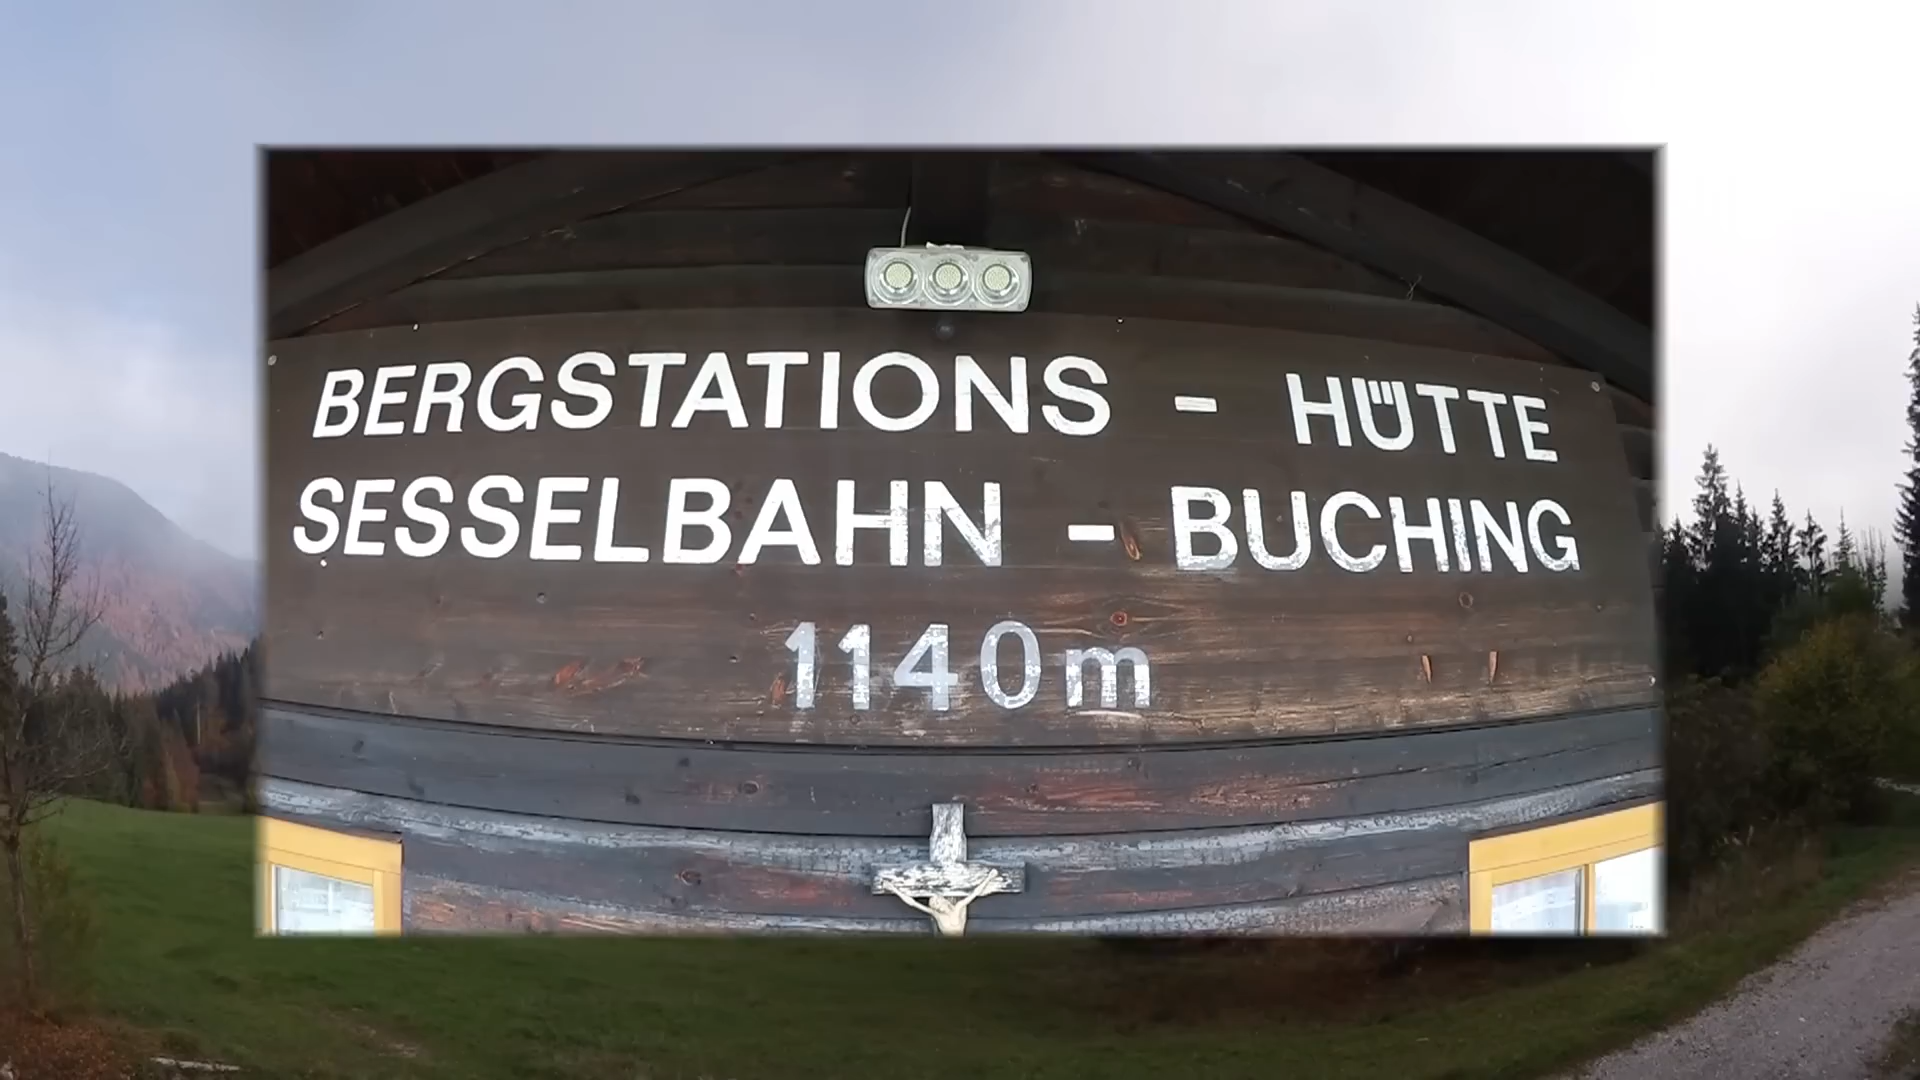 BERGSTATIONS - HÜTTE
SESSELBAHN - BUCHING
1140m